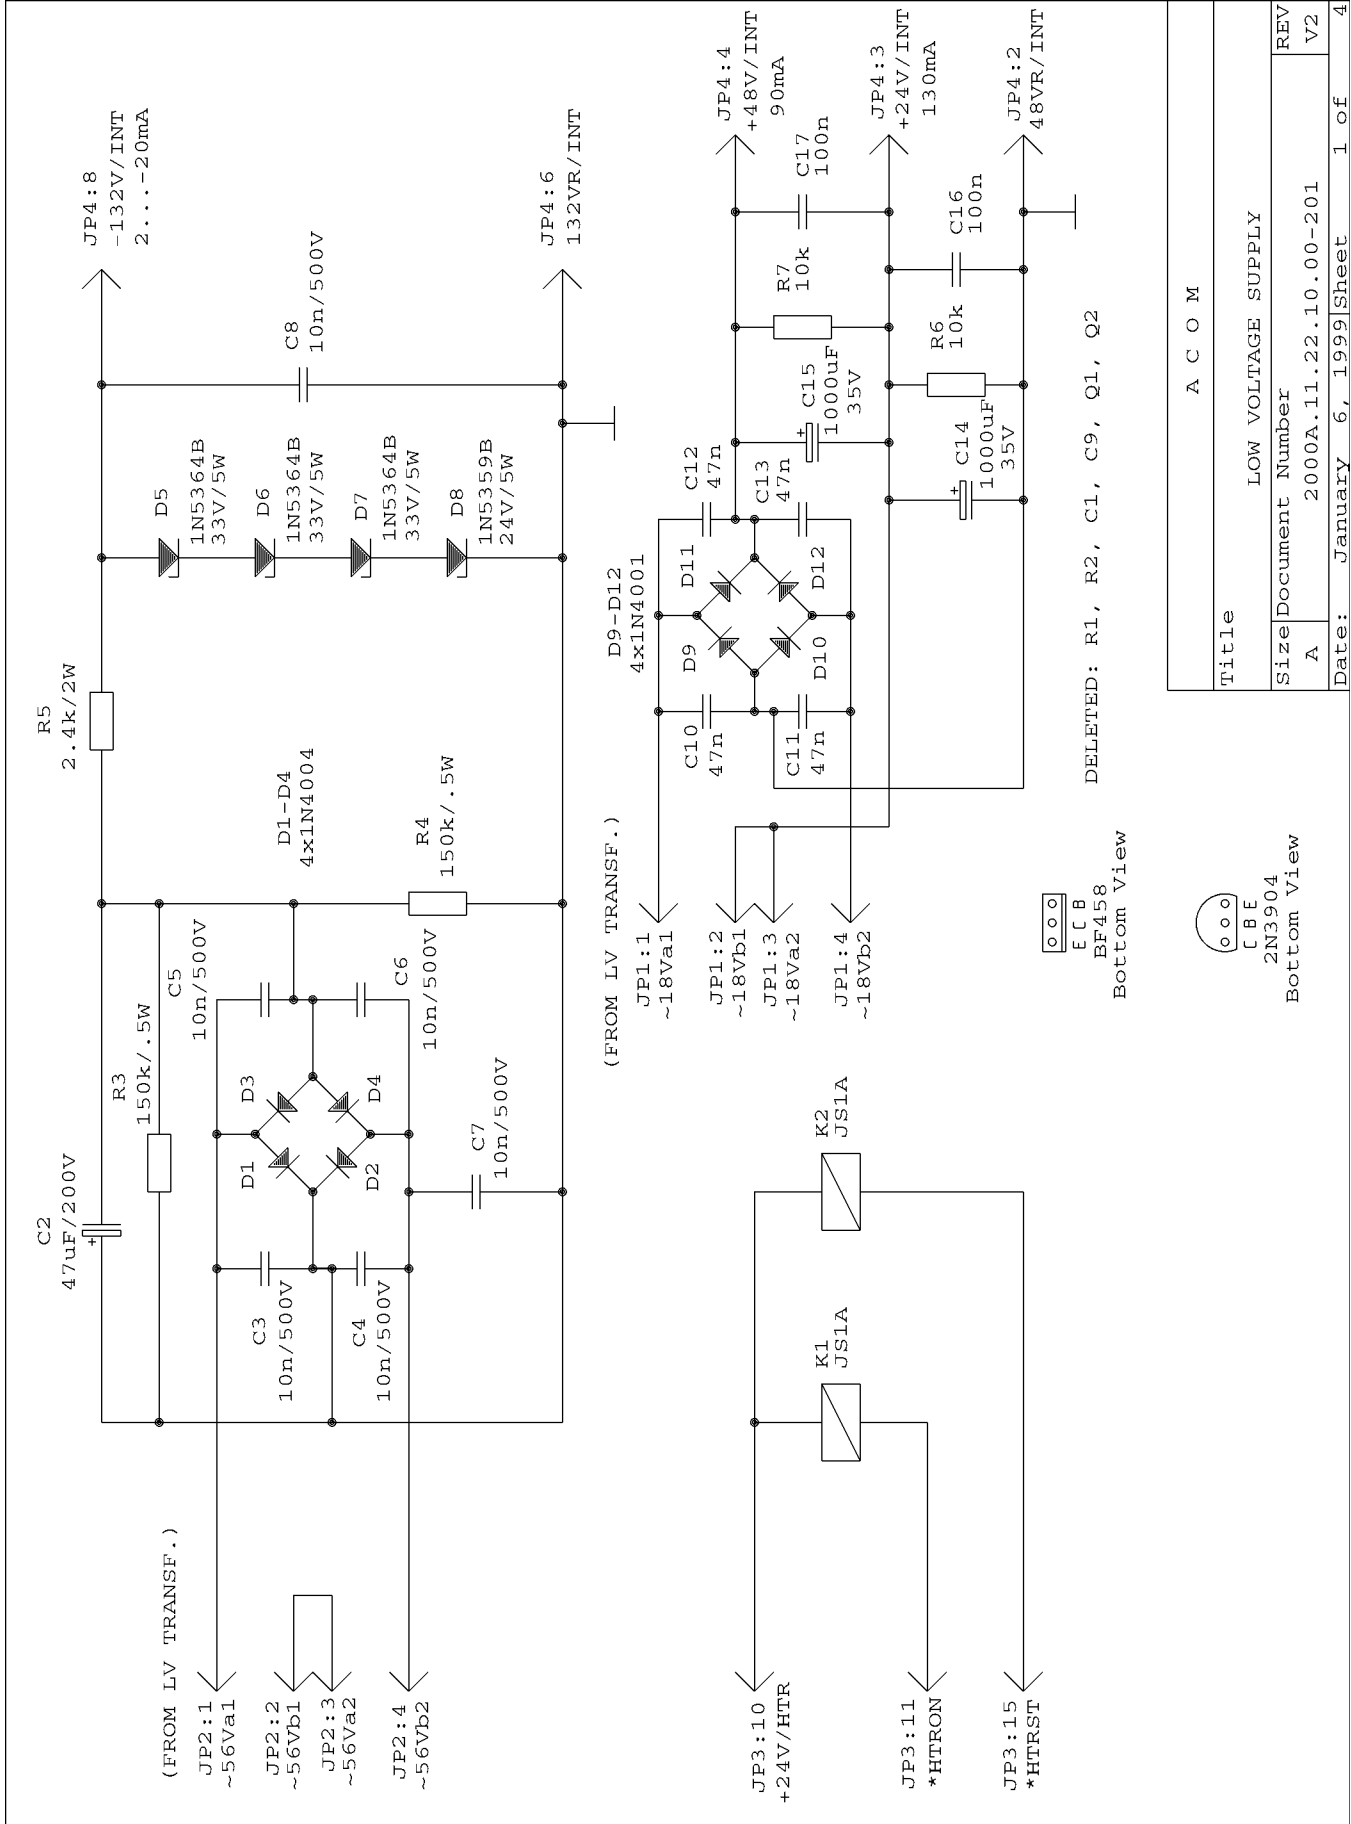 (FROM LV TRANSF.)
JP2:1
~56Va1
JP2:2
~56Vb1
JP2:3
~56Va2
JP2:4
~56Vb2
C2
47uF/200V
+
R3
150k/.5W
C5
10n/500V
D1
D3
D2
D4
C3
10n/500V
C4
10n/500V
C6
10n/500V
C7
10n/500V
D1-D4
4x1N4004
R4
150k/.5W
R5
2.4k/2W
D5
1N5364B
33V/5W
D6
1N5364B
33V/5W
D7
1N5364B
33V/5W
D8
1N5359B
24V/5W
C8
10n/500V
JP4:8
-132V/INT
2...-20mA
JP4:6
132VR/INT
(FROM LV TRANSF.)
JP1:1
~18Va1
JP1:2
~18Vb1
JP1:3
~18Va2
JP1:4
~18Vb2
D9-D12
4x1N4001
C10
47n
C11
47n
D9
D11
D10
D12
C12
47n
C13
47n
+
C15
1000uF
35V
+
C14
1000uF
35V
R7
10k
R6
10k
C17
100n
C16
100n
JP4:4
+48V/INT
90mA
JP4:3
+24V/INT
130mA
JP4:2
48VR/INT
JP3:10
+24V/HTR
JP3:11
*HTRON
JP3:15
*HTRST
K1
JS1A
K2
JS1A
E C B
BF458
Bottom View
C B E
2N3904
Bottom View
DELETED: R1, R2, C1, C9, Q1, Q2
A C O M
Title
LOW VOLTAGE SUPPLY
Size Document Number REV
A 2000A.11.22.10.00-201 V2
Date: January 6, 1999 Sheet 1 of 4